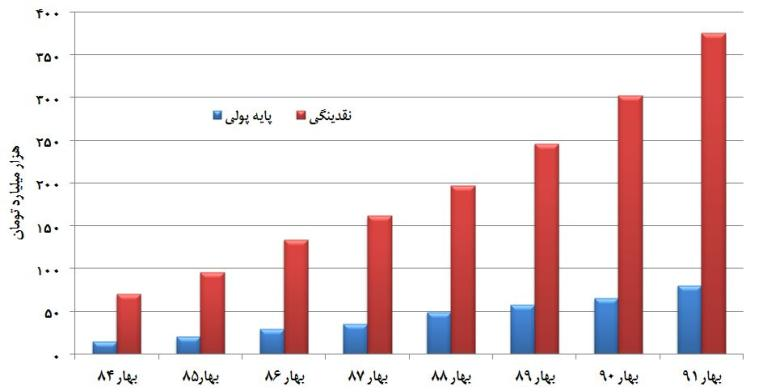 ۴۰۰
۳۵۰
۳۰۰
۲۵۰
۲۰۰
۱۵۰
۱۰۰
۵۰
۰
هزار میلیارد تومان
نقدینگی
پایه پولی
بهار ۸۴
بهار۸۵
بهار ۸۶
بهار ۸۷
بهار ۸۸
بهار ۸۹
بهار ۹۰
بهار ۹۱